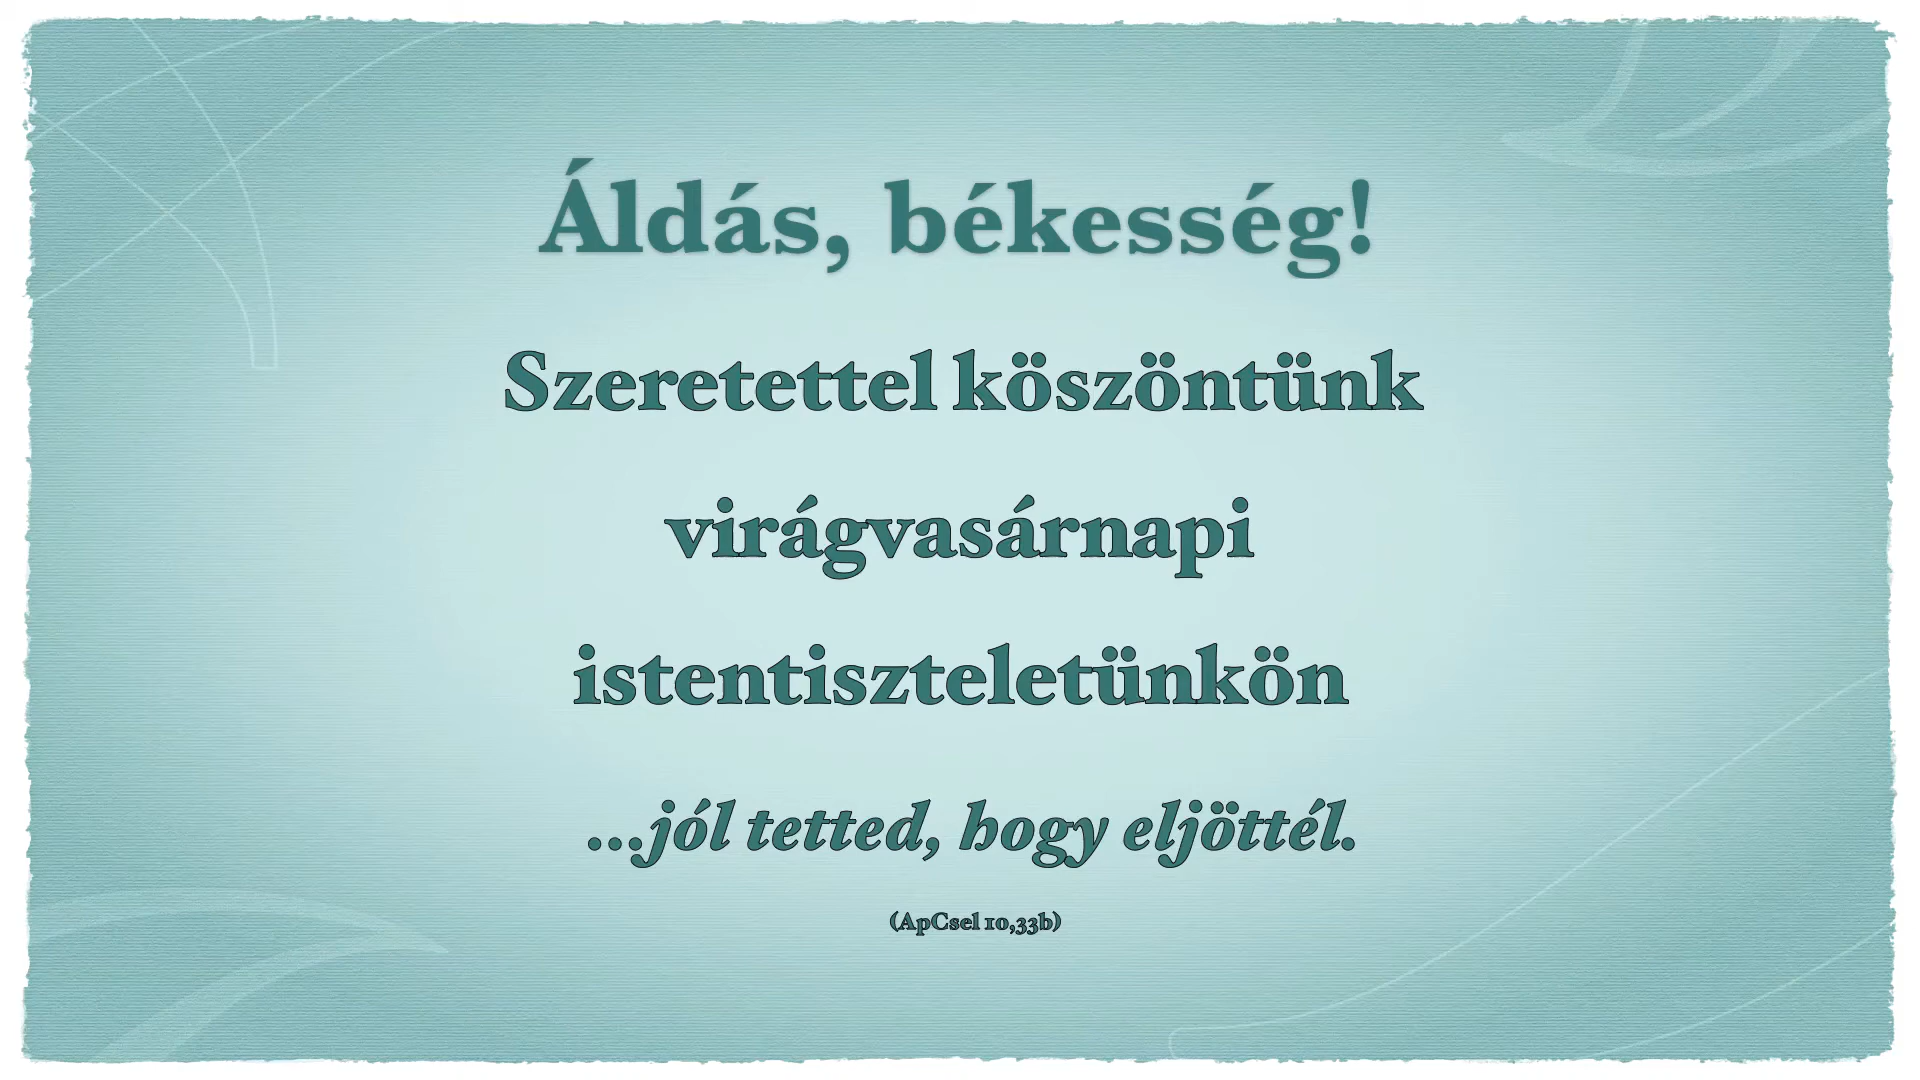 Áldás, békesség!
Szeretettel köszöntünk
virágvasárnapi
istentiszteletünkön
...jól tetted, hogy eljöttél.
(ApCsel 10,33b)